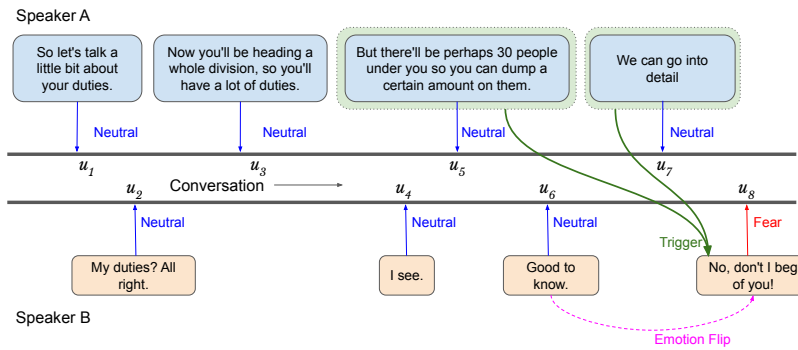 Speaker A
So let's talk a
little bit about
your duties.
Now you'll be heading a
whole division, so you'll
have a lot of duties.
But there'll be perhaps 30 people
under you so you can dump a
certain amount on them.
We can go into
detail
Neutral
Neutral
Neutral
Neutral
u1
u3
u5
u7
u2
Conversation
u4
u6
u8
Neutral
Neutral
Neutral
Fear
Trigger
My duties? All
right.
I see.
Good to
know.
No, don't I beg
of you!
Speaker B
Emotion Flip